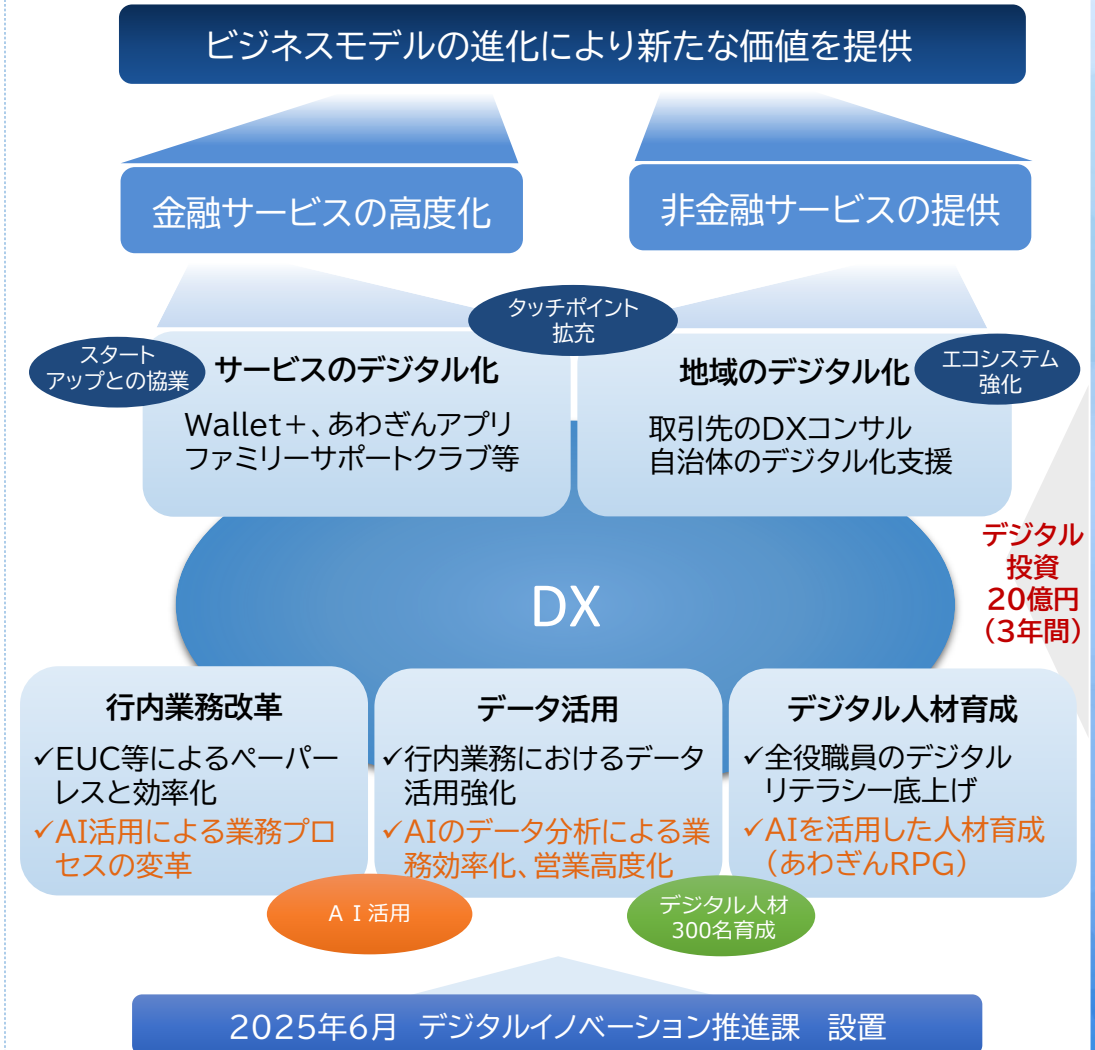 ビジネスモデルの進化により新たな価値を提供
金融サービスの高度化
非金融サービスの提供
タッチポイント
拡充
スタート
アップとの協業
サービスのデジタル化
Wallet+、あわぎんアプリ
ファミリーサポートクラブ等
地域のデジタル化
取引先のDXコンサル
自治体のデジタル化支援
エコシステム
強化
デジタル
投資
20億円
(3年間)
DX
行内業務改革
✓EUC等によるペーパー
レスと効率化
✓AI活用による業務プロ
セスの変革
データ活用
✓行内業務におけるデータ
活用強化
✓AIのデータ分析による業
務効率化、営業高度化
デジタル人材育成
✓全役職員のデジタル
リテラシー底上げ
✓AIを活用した人材育成
(あわぎんRPG)
AI活用
デジタル人材
300名育成
2025年6月 デジタルイノベーション推進課 設置